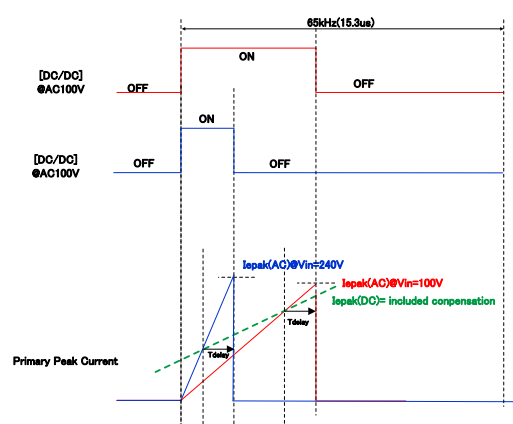 65kHz(15.3us)
ON
[DC/DC]
@AC100V
OFF
OFF
ON
[DC/DC]
@AC100V
OFF
OFF
Iepak(AC)@Vin=240V
Iepak(AC)@Vin=100V
Iepak(DC)= included conpensation
Tdelay
Tdelay
Primary Peak Current